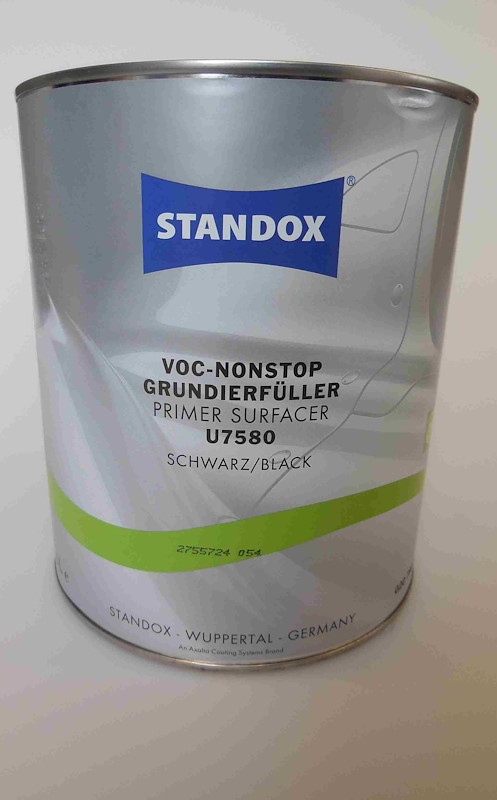 STANDOX®
VOC-NONSTOP
GRUNDIERFÜLLER
PRIMER SURFACER
U7580
SCHWARZ/BLACK
2755724 054
STANDOX - WUPPERTAL - GERMANY
An Axalta Coating Systems Brand